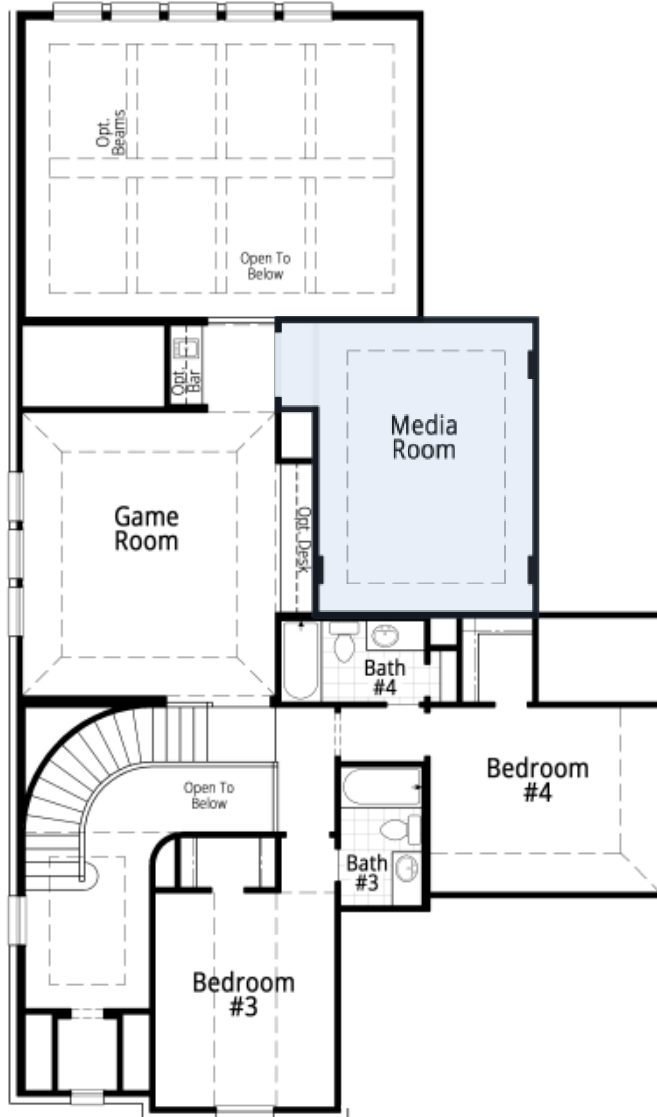 Opt.
Beams
Open To
Below
Opt.
Bar
Media
Room
Game
Room
Opt. Desk
Bath
#4
Bedroom
#4
Open To
Below
Bath
#3
Bedroom
#3